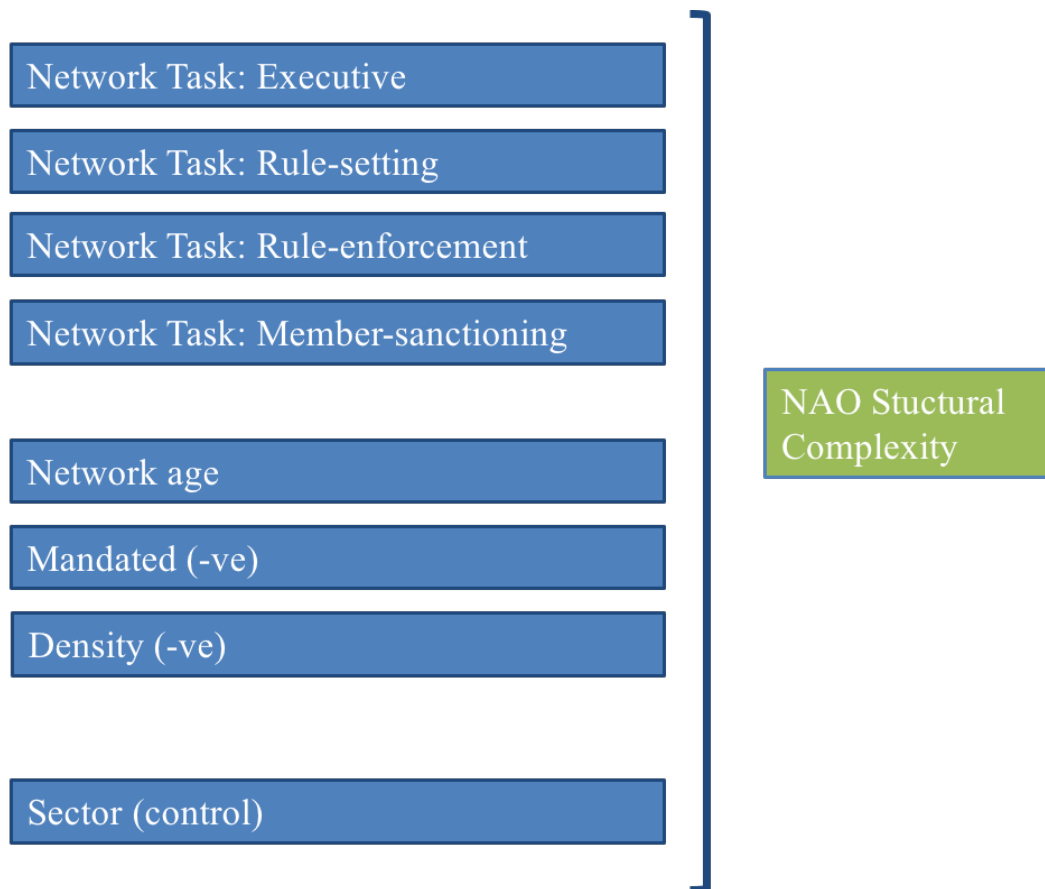 Network Task: Executive
Network Task: Rule-setting
Network Task: Rule-enforcement
Network Task: Member-sanctioning
Network age
Mandated (-ve)
Density (-ve)
Sector (control)
NAO Stuctural
Complexity